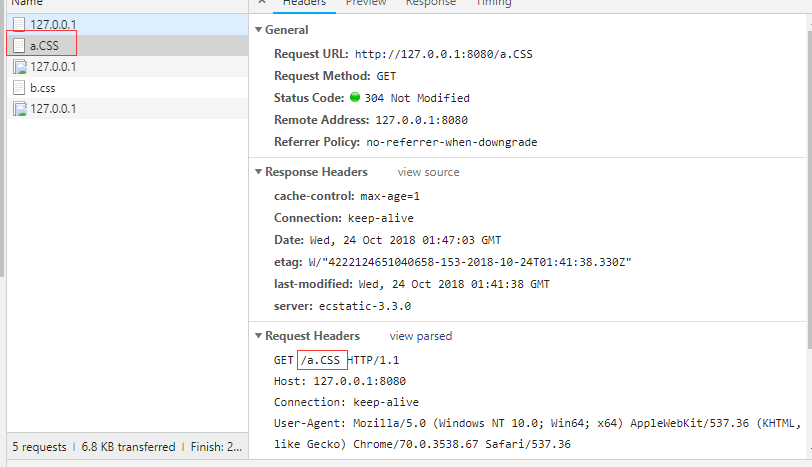 Name
127.0.0.1
a.CSS
127.0.0.1
b.css
127.0.0.1
5 requests | 6.8 KB transferred | Finish: 2...
× Headers Preview Response Timing
General
Request URL: http://127.0.0.1:8080/a.CSS
Request Method: GET
Status Code: 304 Not Modified
Remote Address: 127.0.0.1:8080
Referrer Policy: no-referrer-when-downgrade
Response Headers view source
cache-control: max-age=1
Connection: keep-alive
Date: Wed, 24 Oct 2018 01:47:03 GMT
etag: W/"4222124651040658-153-2018-10-24T01:41:38.330Z"
last-modified: Wed, 24 Oct 2018 01:41:38 GMT
server: ecstatic-3.3.0
Request Headers view parsed
GET /a.CSS HTTP/1.1
Host: 127.0.0.1:8080
Connection: keep-alive
User-Agent: Mozilla/5.0 (Windows NT 10.0; Win64; x64) AppleWebKit/537.36 (KHTML,
like Gecko) Chrome/70.0.3538.67 Safari/537.36